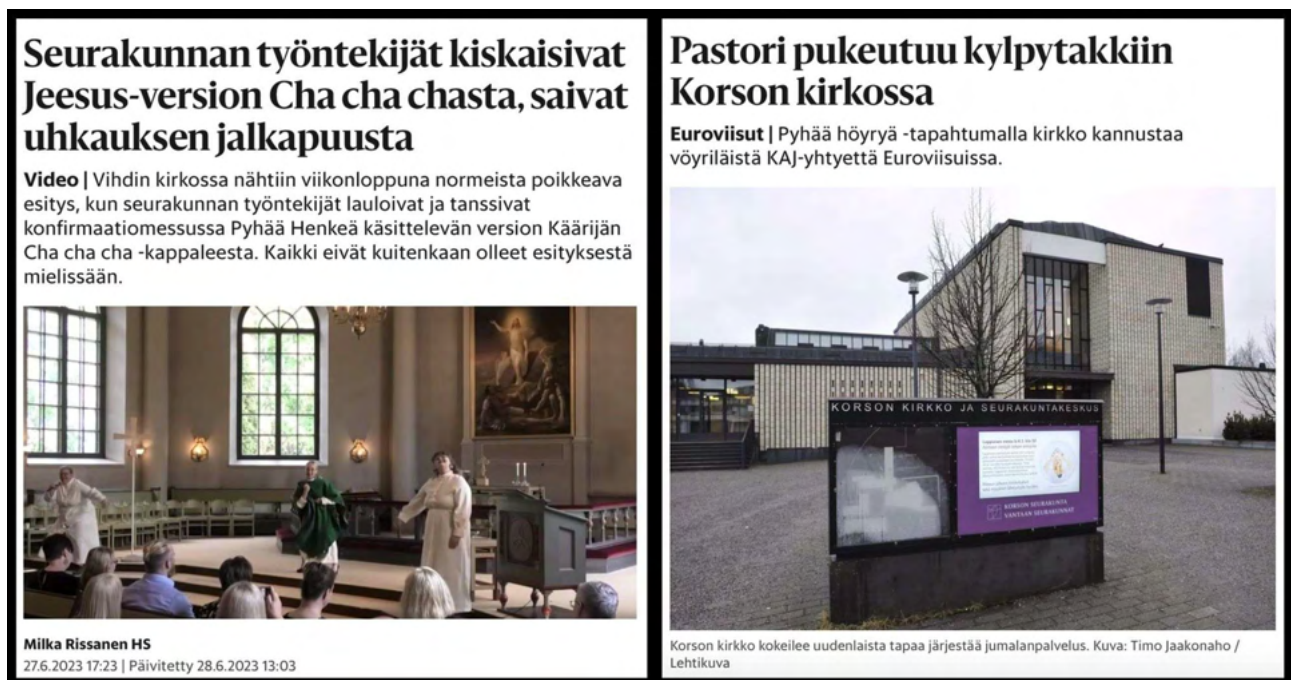 Seurakunnan työntekijät kiskaisivat
Jeesus-version Cha cha chasta, saivat
uhkauksen jalkapuusta
Video | Vihdin kirkossa nähtiin viikonloppuna normeista poikkeava
esitys, kun seurakunnan työntekijät lauloivat ja tanssivat
konfirmaatiomessussa Pyhää Henkeä käsittelevän version Käärijän
Cha cha cha -kappaleesta. Kaikki eivät kuitenkaan olleet esityksestä
mielissään.
Milka Rissanen HS
27.6.2023 17:23 | Päivitetty 28.6.2023 13:03
Pastori pukeutuu kylpytakkiin
Korson kirkossa
Euroviisut | Pyhää höyryä -tapahtumalla kirkko kannustaa
vöyriläistä KAJ-yhtyettä Euroviisuissa.
KORSON KIRKKO JA SEURAKUNTAKESKUS
KORSON SEURAKUNTA
VANTAAN SEURAKUNNAT
Korson kirkko kokeilee uudenlaista tapaa järjestää jumalanpalvelus. Kuva: Timo Jaakonaho /
Lehtikuva